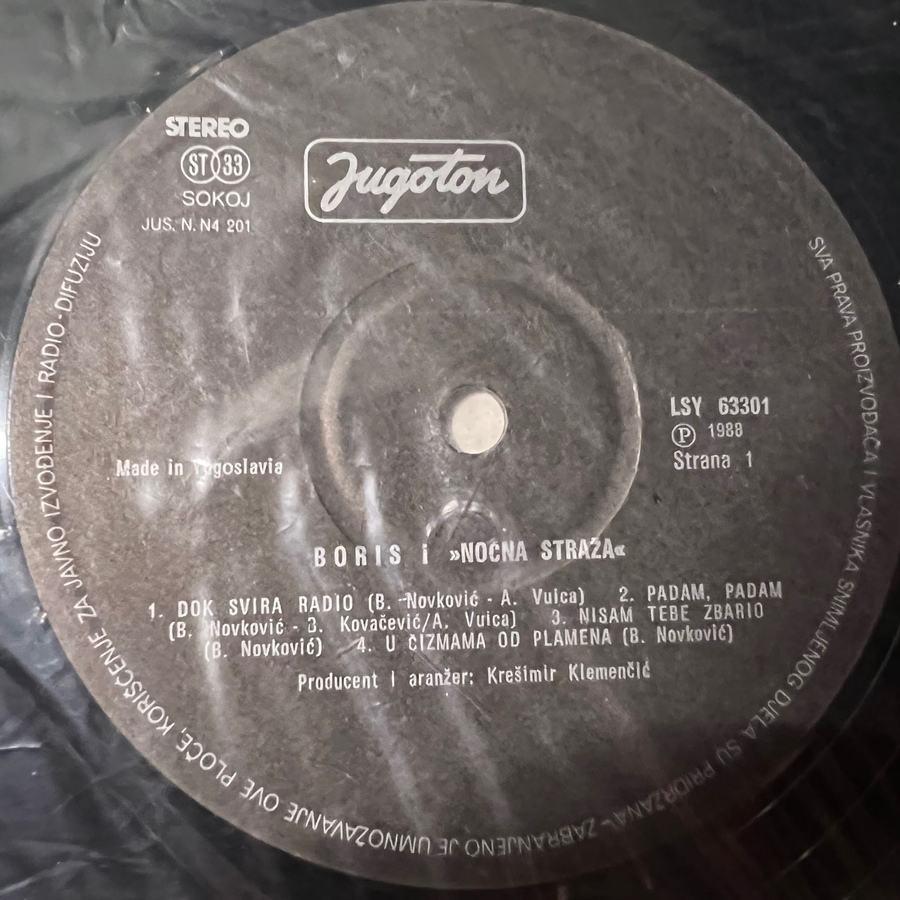 STEREO
ST 33
SOKOJ
JUS. N. N4 201
Jugoton
LSY 63301
Ⓟ 1988
Strana 1
Made in Yugoslavia
BORIS i »NOĆNA STRAŽA«
1. DOK SVIRA RADIO (B. Novković - A. Vuica) 2. PADAM, PADAM
(B. Novković - B. Kovačević/A. Vuica) 3. NISAM TEBE ZBARIO
(B. Novković) 4. U ČIZMAMA OD PLAMENA (B. Novković)
Producent i aranžer: Krešimir Klemenčić
SVA PRAVA PROIZVOĐAČA I VLASNIKA SNIMLJENOG DJELA SU PRIDRŽANA - ZABRANJENO JE UMNOŽAVANJE OVE PLOČE, KORIŠĆENJE ZA JAVNO IZVOĐENJE I RADIO-DIFUZIJU